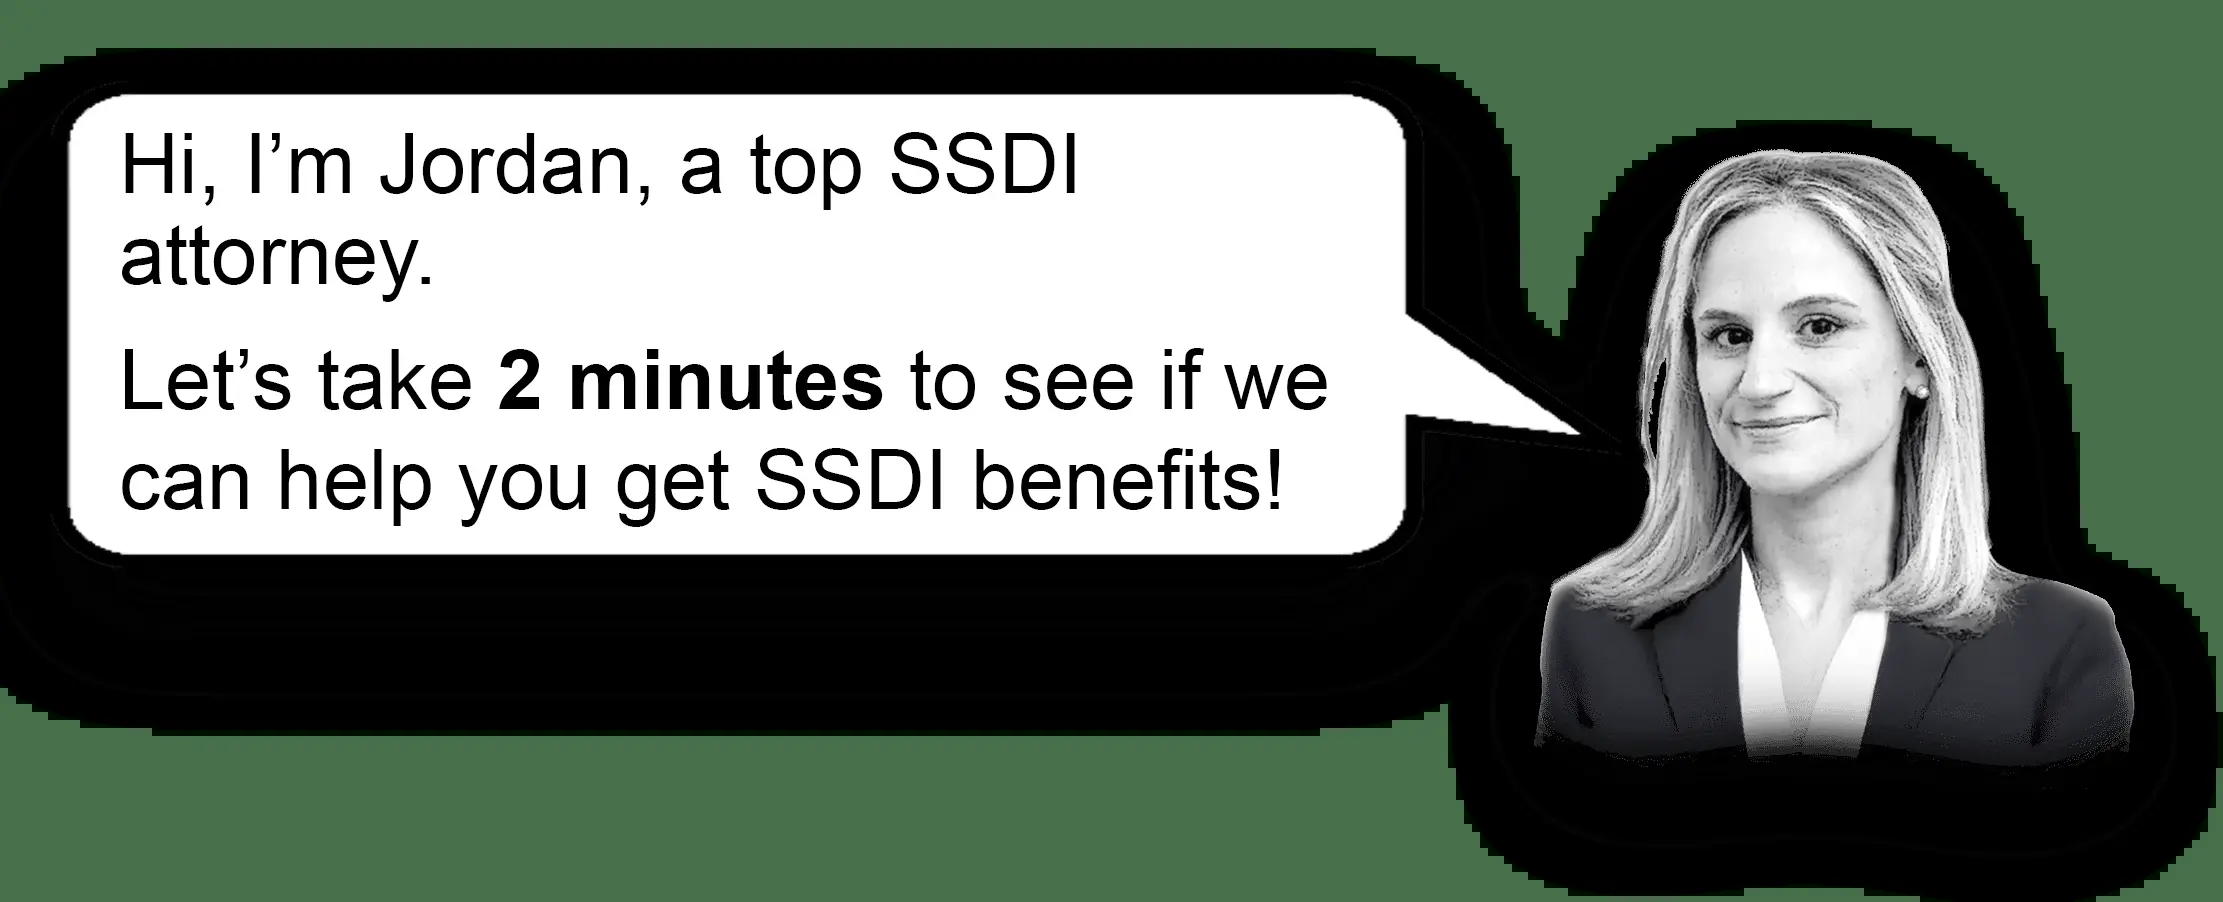 Hi, I’m Jordan, a top SSDI
attorney.
Let’s take 2 minutes to see if we
can help you get SSDI benefits!